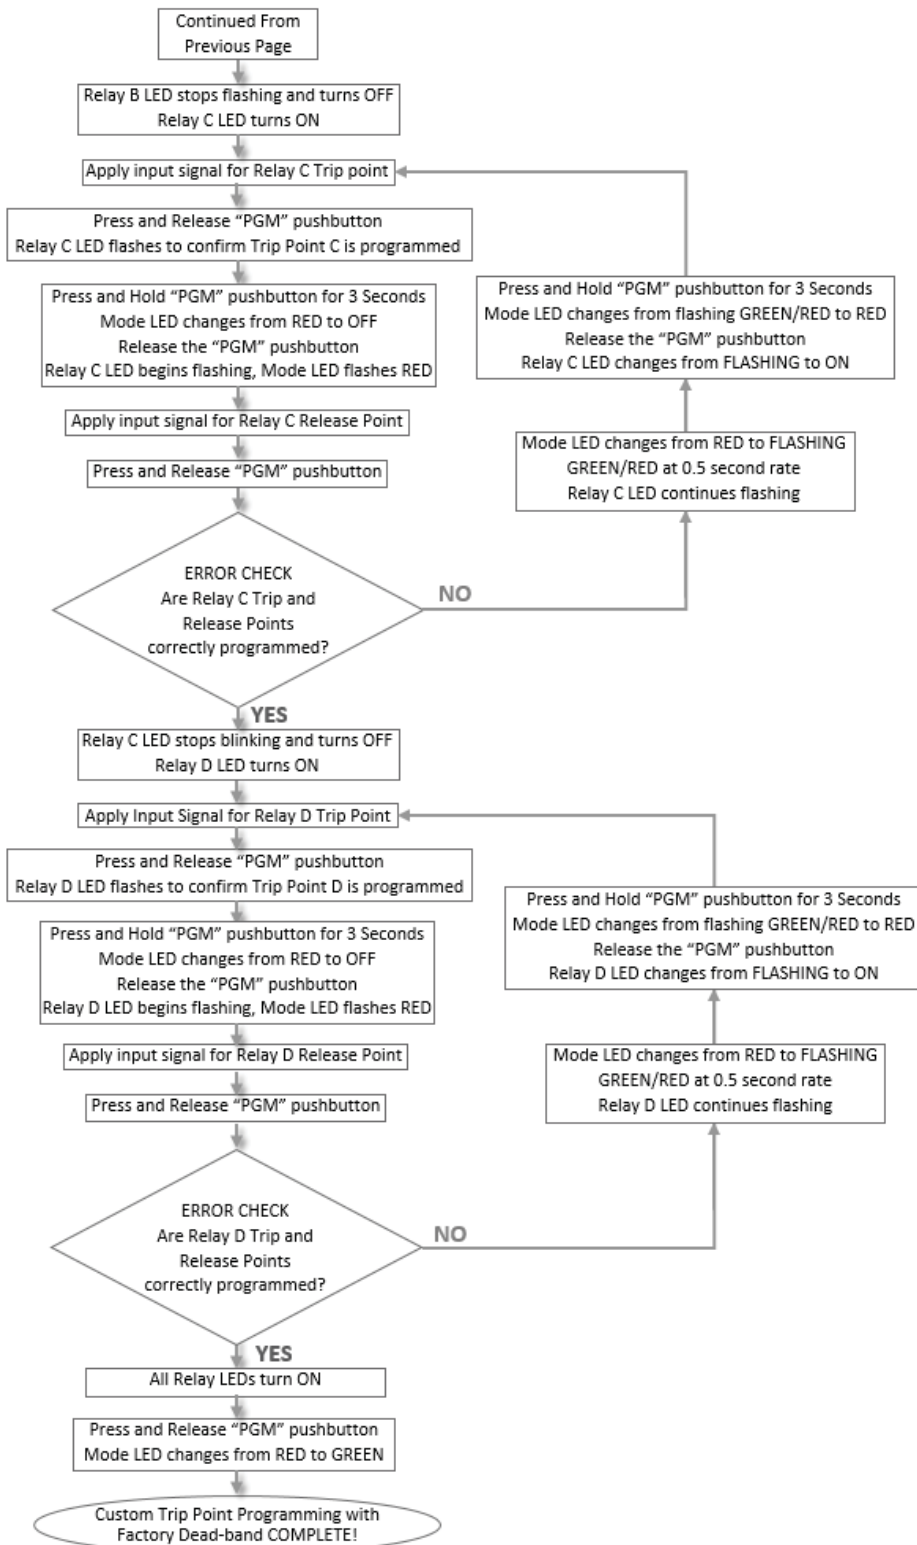 Continued From
Previous Page
Relay B LED stops flashing and turns OFF
Relay C LED turns ON
Apply input signal for Relay C Trip point
Press and Release “PGM” pushbutton
Relay C LED flashes to confirm Trip Point C is programmed
Press and Hold “PGM” pushbutton for 3 Seconds
Mode LED changes from RED to OFF
Release the “PGM” pushbutton
Relay C LED begins flashing, Mode LED flashes RED
Apply input signal for Relay C Release Point
Press and Release “PGM” pushbutton
ERROR CHECK
Are Relay C Trip and
Release Points
correctly programmed?
NO
Mode LED changes from RED to FLASHING
GREEN/RED at 0.5 second rate
Relay C LED continues flashing
Press and Hold “PGM” pushbutton for 3 Seconds
Mode LED changes from flashing GREEN/RED to RED
Release the “PGM” pushbutton
Relay C LED changes from FLASHING to ON
YES
Relay C LED stops blinking and turns OFF
Relay D LED turns ON
Apply Input Signal for Relay D Trip Point
Press and Release “PGM” pushbutton
Relay D LED flashes to confirm Trip Point D is programmed
Press and Hold “PGM” pushbutton for 3 Seconds
Mode LED changes from RED to OFF
Release the “PGM” pushbutton
Relay D LED begins flashing, Mode LED flashes RED
Apply input signal for Relay D Release Point
Press and Release “PGM” pushbutton
ERROR CHECK
Are Relay D Trip and
Release Points
correctly programmed?
NO
Mode LED changes from RED to FLASHING
GREEN/RED at 0.5 second rate
Relay D LED continues flashing
Press and Hold “PGM” pushbutton for 3 Seconds
Mode LED changes from flashing GREEN/RED to RED
Release the “PGM” pushbutton
Relay D LED changes from FLASHING to ON
YES
All Relay LEDs turn ON
Press and Release “PGM” pushbutton
Mode LED changes from RED to GREEN
Custom Trip Point Programming with
Factory Dead-band COMPLETE!